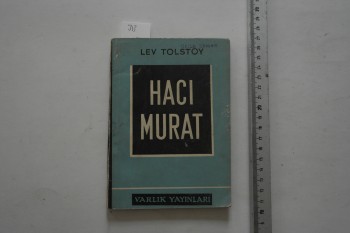 LEV TOLSTOY
HACI
MURAT
VARLIK YAYINLARI